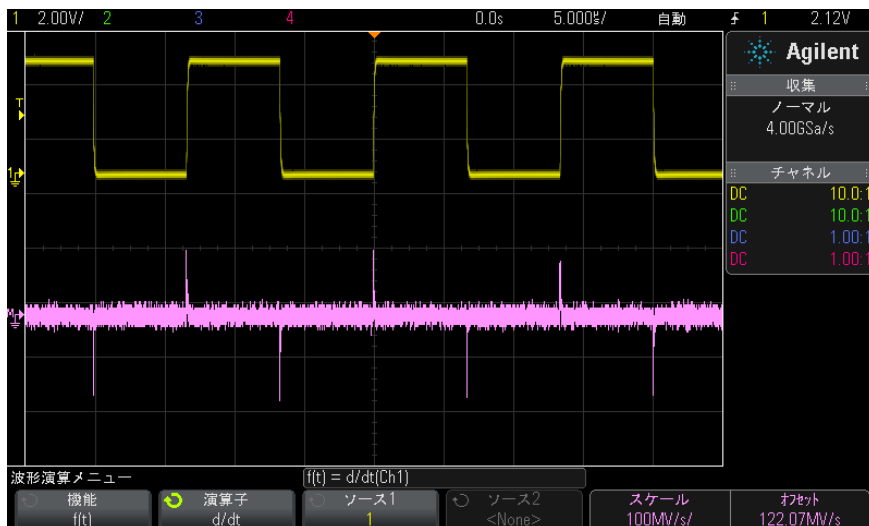 1 2.00V/ 2 3 4 0.0s 5.000µs/ 自動 1 2.12V
Agilent
収集
ノーマル
4.00GSa/s
チャネル
DC 10.0:1
DC 10.0:1
DC 1.00:1
DC 1.00:1
T
1
M
波形演算メニュー f(t) = d/dt(Ch1)
機能 演算子 ソース1 ソース2 スケール オフセット
f(t) d/dt 1 <None> 100MV/s/ 122.07MV/s